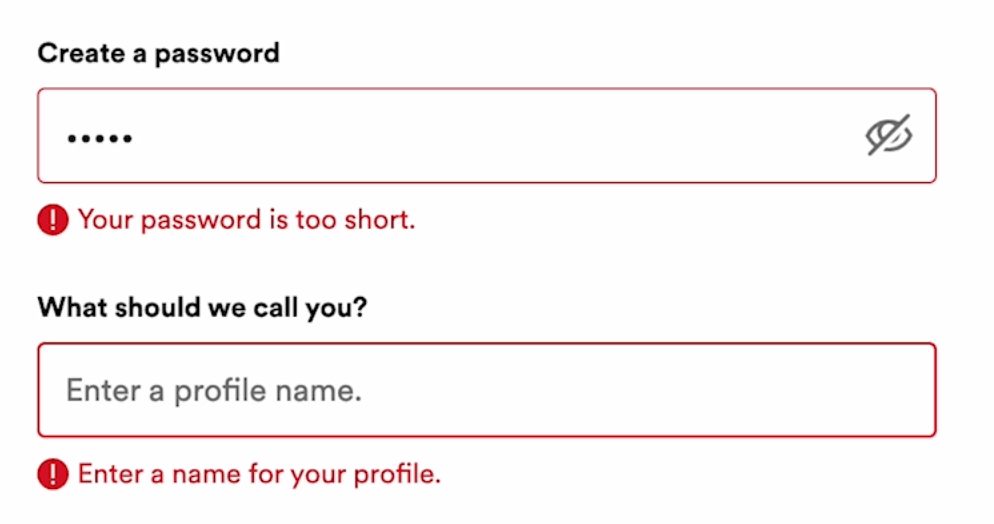 Create a password
•••••
Your password is too short.
What should we call you?
Enter a profile name.
Enter a name for your profile.